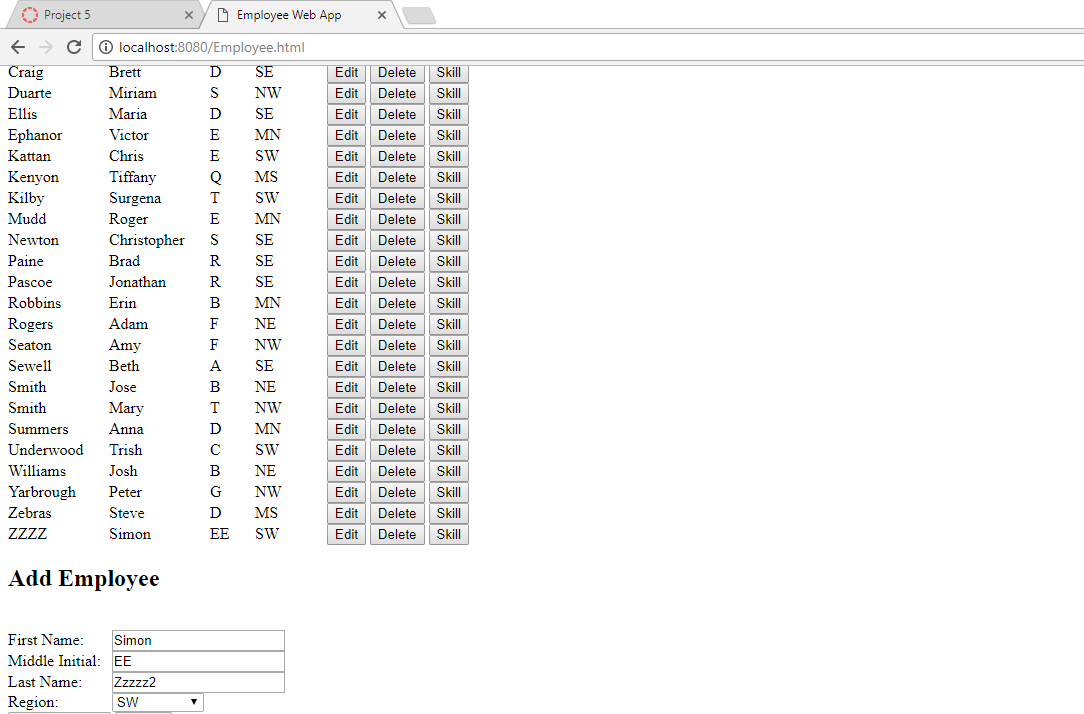 Project 5
Employee Web App
localhost:8080/Employee.html
Craig Brett D SE Edit Delete Skill
Duarte Miriam S NW Edit Delete Skill
Ellis Maria D SE Edit Delete Skill
Ephanor Victor E MN Edit Delete Skill
Kattan Chris E SW Edit Delete Skill
Kenyon Tiffany Q MS Edit Delete Skill
Kilby Surgena T SW Edit Delete Skill
Mudd Roger E MN Edit Delete Skill
Newton Christopher S SE Edit Delete Skill
Paine Brad R SE Edit Delete Skill
Pascoe Jonathan R SE Edit Delete Skill
Robbins Erin B MN Edit Delete Skill
Rogers Adam F NE Edit Delete Skill
Seaton Amy F NW Edit Delete Skill
Sewell Beth A SE Edit Delete Skill
Smith Jose B NE Edit Delete Skill
Smith Mary T NW Edit Delete Skill
Summers Anna D MN Edit Delete Skill
Underwood Trish C SW Edit Delete Skill
Williams Josh B NE Edit Delete Skill
Yarbrough Peter G NW Edit Delete Skill
Zebras Steve D MS Edit Delete Skill
ZZZZ Simon EE SW Edit Delete Skill
Add Employee
First Name: Simon
Middle Initial: EE
Last Name: Zzzzz2
Region: SW